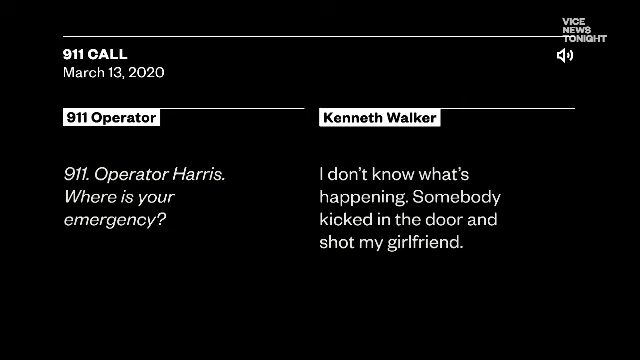 VICE
NEWS
TONIGHT
911 CALL
March 13, 2020
911 Operator
911. Operator Harris.
Where is your
emergency?
Kenneth Walker
I don't know what's
happening. Somebody
kicked in the door and
shot my girlfriend.